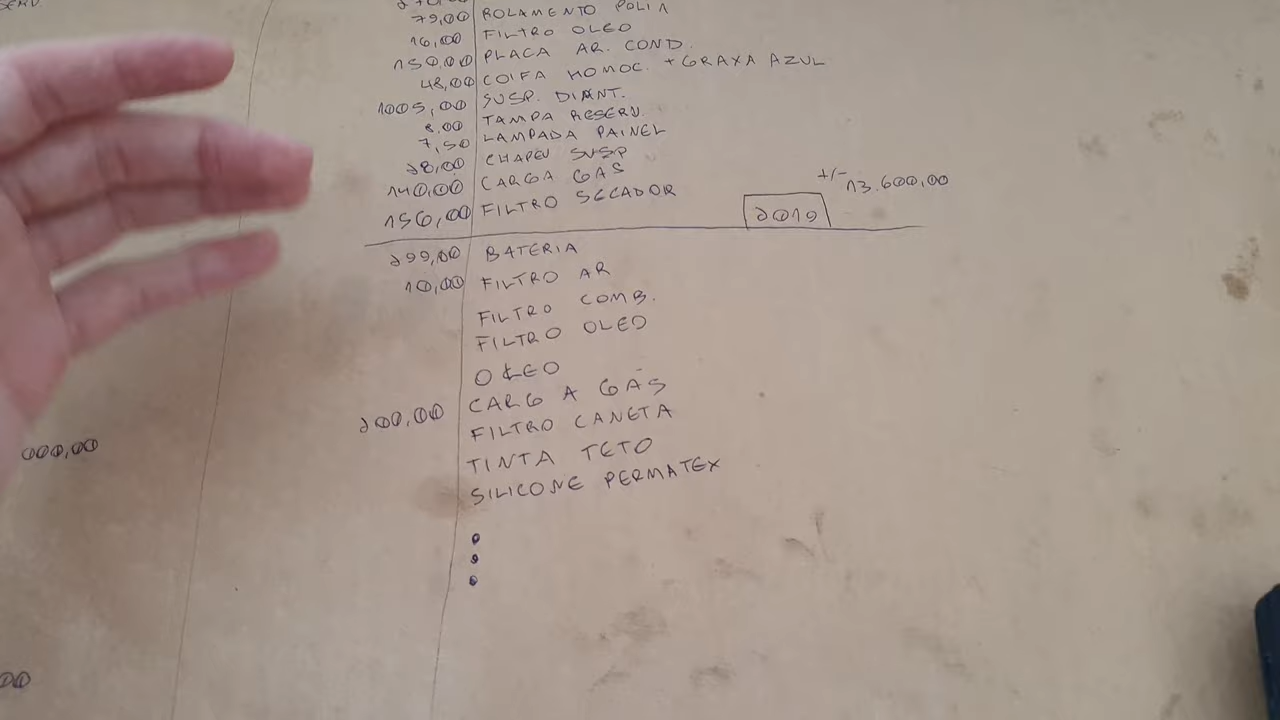 79,00 ROLAMENTO POLIA
16,00 FILTRO OLEO
150,00 PLACA AR. COND.
48,00 COIFA HOMOC. + GRAXA AZUL
1005,00 SUSP. DIANT.
8,00 TAMPA RESERV.
7,50 LAMPADA PAINEL
28,00 CHAPEU SUSP
140,00 CARGA GAS
156,00 FILTRO SECADOR
+/- 13.600,00
2019
299,00 BATERIA
10,00 FILTRO AR
FILTRO COMB.
FILTRO OLEO
OLEO
200,00 CARGA GÁS
FILTRO CANETA
TINTA TETO
SILICONE PERMATEX
000,00
00